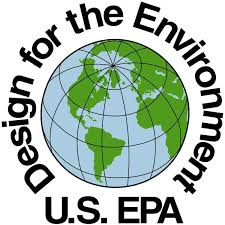 Design for the Environment
U.S. EPA